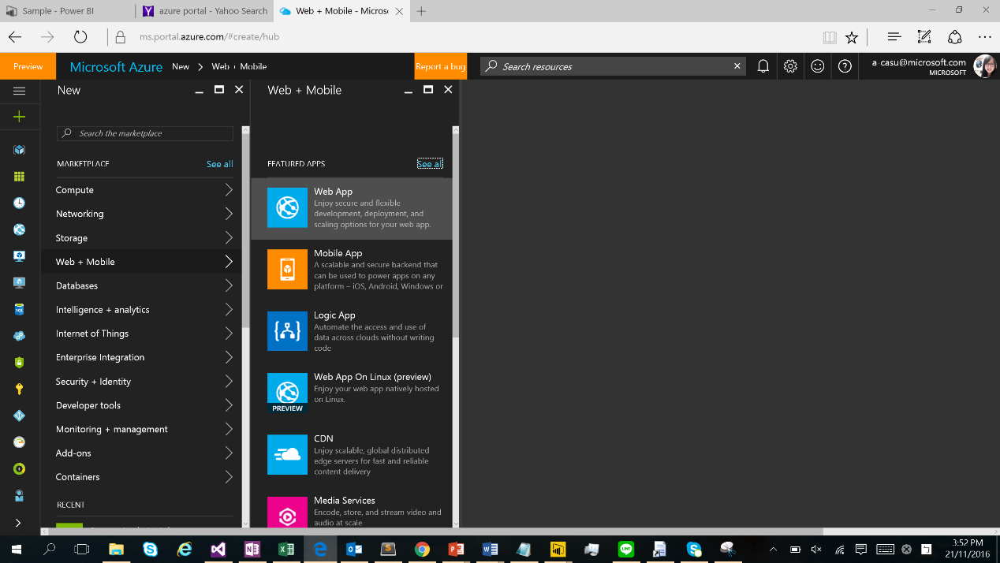 Sample - Power BI
azure portal - Yahoo Search
Web + Mobile - Micros
ms.portal.azure.com/#create/hub
Preview
Microsoft Azure New Web + Mobile
Report a bug
Search resources
a-casu@microsoft.com
MICROSOFT
New
Search the marketplace
MARKETPLACE See all
Compute
Networking
Storage
Web + Mobile
Databases
Intelligence + analytics
Internet of Things
Enterprise Integration
Security + Identity
Developer tools
Monitoring + management
Add-ons
Containers
RECENT
Web + Mobile
FEATURED APPS See all
Web App
Enjoy secure and flexible
development, deployment, and
scaling options for your web app.
Mobile App
A scalable and secure backend that
can be used to power apps on any
platform – iOS, Android, Windows or
Logic App
Automate the access and use of
data across clouds without writing
code
Web App On Linux (preview)
Enjoy your web app natively hosted
on Linux.
PREVIEW
CDN
Enjoy scalable, global distributed
edge servers for fast and reliable
content delivery
Media Services
Encode, store, and stream video and
audio at scale
SQL
LINE
3:52 PM
21/11/2016